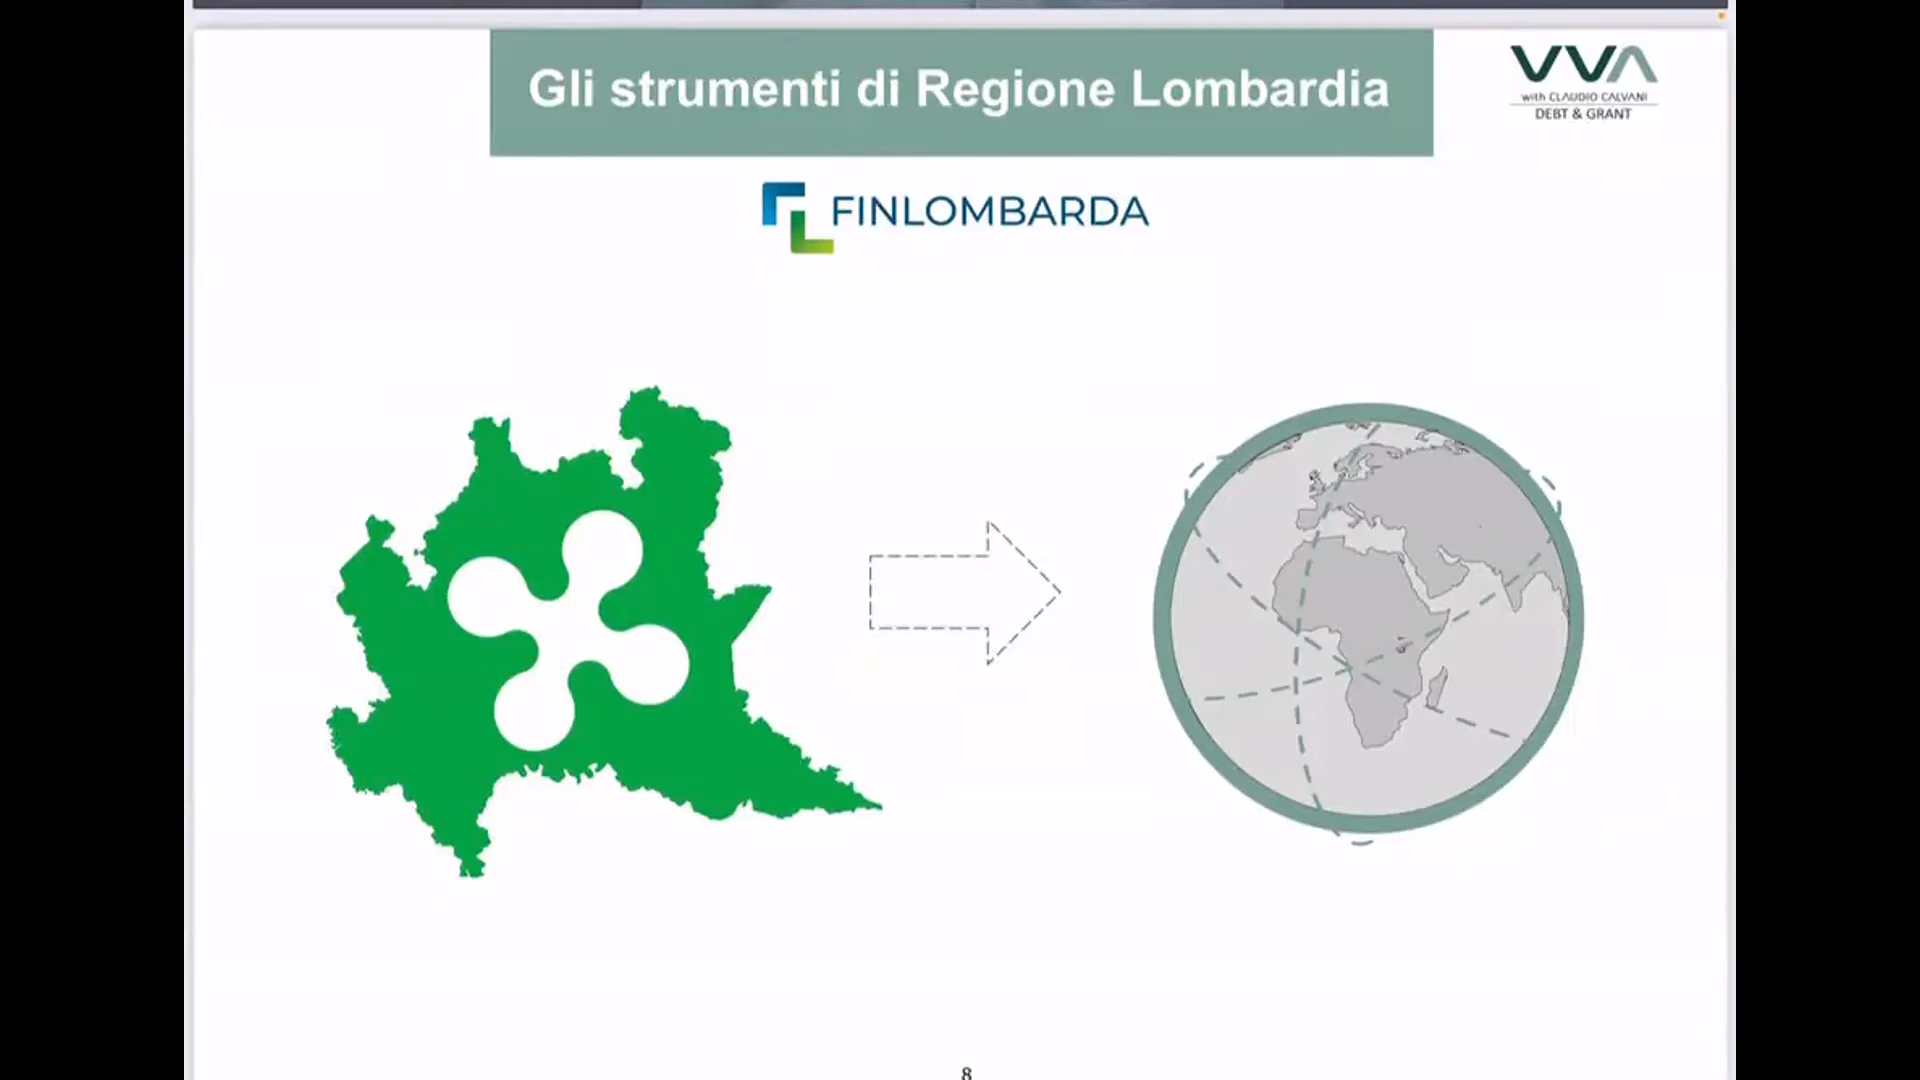 Gli strumenti di Regione Lombardia
VVA
with CLAUDIO CALVANI
DEBT & GRANT
FINLOMBARDA
8